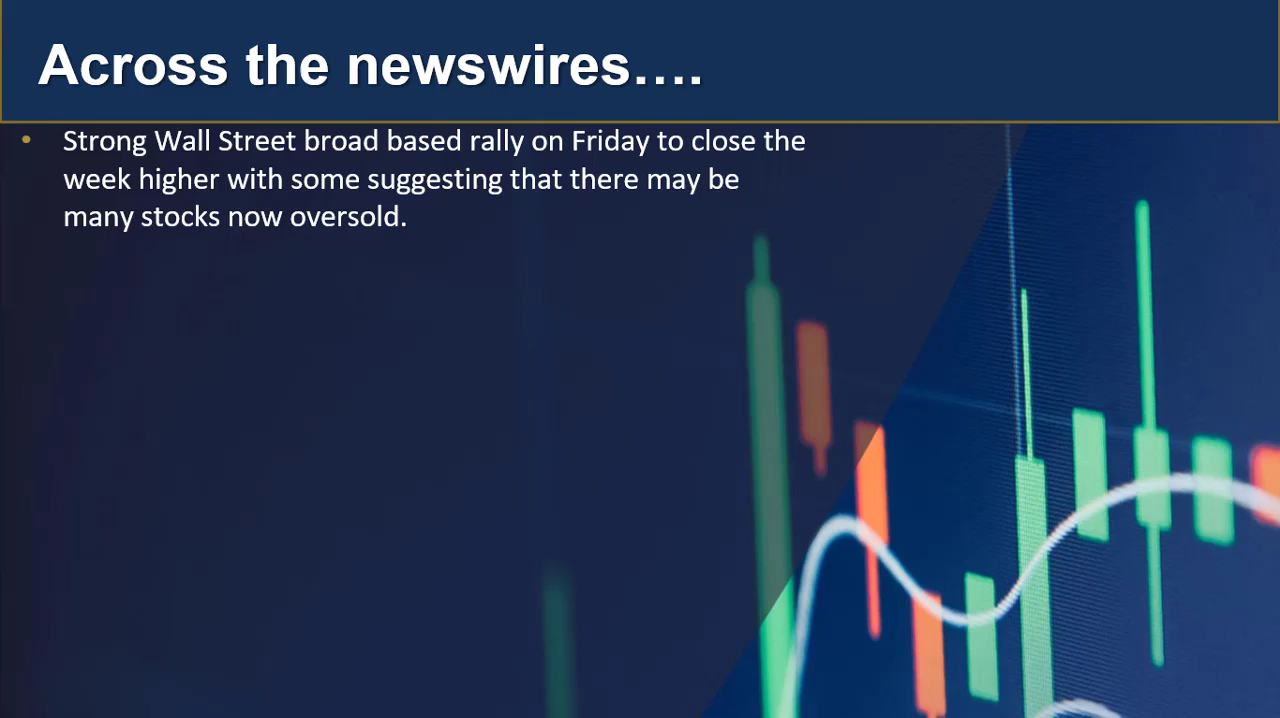 Across the newswires….
• Strong Wall Street broad based rally on Friday to close the
week higher with some suggesting that there may be
many stocks now oversold.